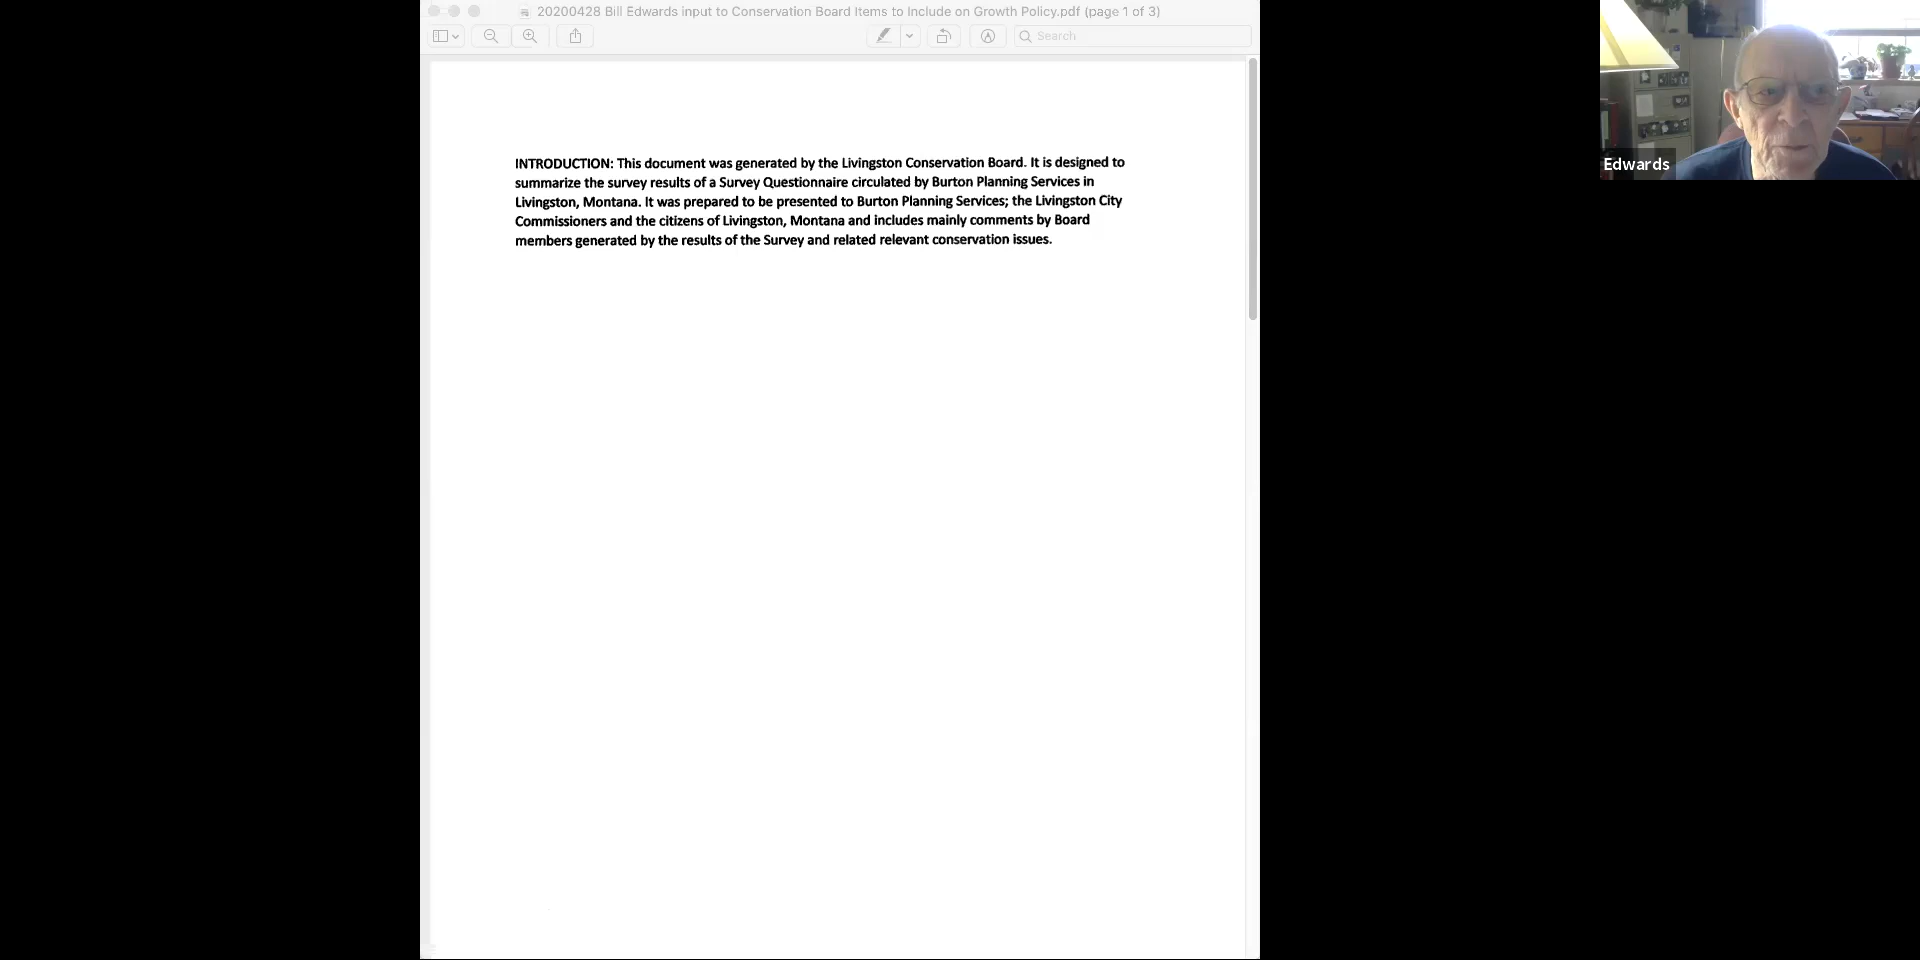 20200428 Bill Edwards input to Conservation Board Items to Include on Growth Policy.pdf (page 1 of 3)
Search
INTRODUCTION: This document was generated by the Livingston Conservation Board. It is designed to
summarize the survey results of a Survey Questionnaire circulated by Burton Planning Services in
Livingston, Montana. It was prepared to be presented to Burton Planning Services; the Livingston City
Commissioners and the citizens of Livingston, Montana and includes mainly comments by Board
members generated by the results of the Survey and related relevant conservation issues.
Edwards